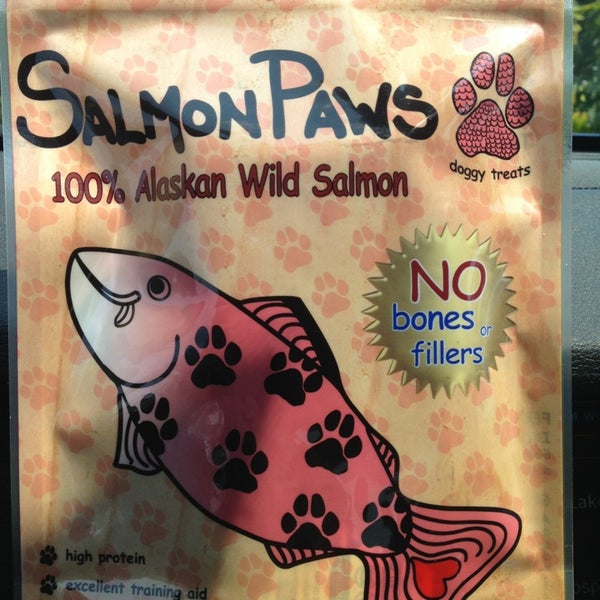 SALMON PAWS
doggy treats
100% Alaskan Wild Salmon
NO
bones or
fillers
high protein
excellent training aid